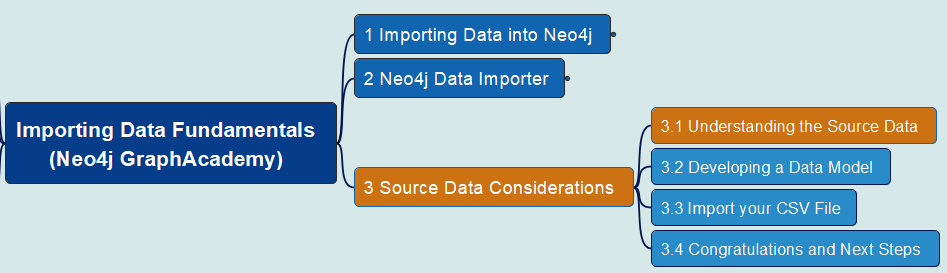 1 Importing Data into Neo4j
2 Neo4j Data Importer
Importing Data Fundamentals
(Neo4j GraphAcademy)
3 Source Data Considerations
3.1 Understanding the Source Data
3.2 Developing a Data Model
3.3 Import your CSV File
3.4 Congratulations and Next Steps